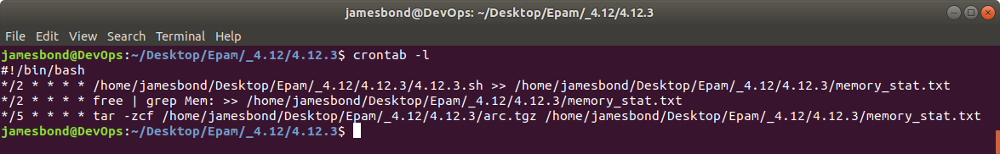 jamesbond@DevOps: ~/Desktop/Epam/_4.12/4.12.3
File Edit View Search Terminal Help
jamesbond@DevOps:~/Desktop/Epam/_4.12/4.12.3$ crontab -l
#!/bin/bash
*/2 * * * * /home/jamesbond/Desktop/Epam/_4.12/4.12.3/4.12.3.sh >> /home/jamesbond/Desktop/Epam/_4.12/4.12.3/memory_stat.txt
*/2 * * * * free | grep Mem: >> /home/jamesbond/Desktop/Epam/_4.12/4.12.3/memory_stat.txt
*/5 * * * * tar -zcf /home/jamesbond/Desktop/Epam/_4.12/4.12.3/arc.tgz /home/jamesbond/Desktop/Epam/_4.12/4.12.3/memory_stat.txt
jamesbond@DevOps:~/Desktop/Epam/_4.12/4.12.3$